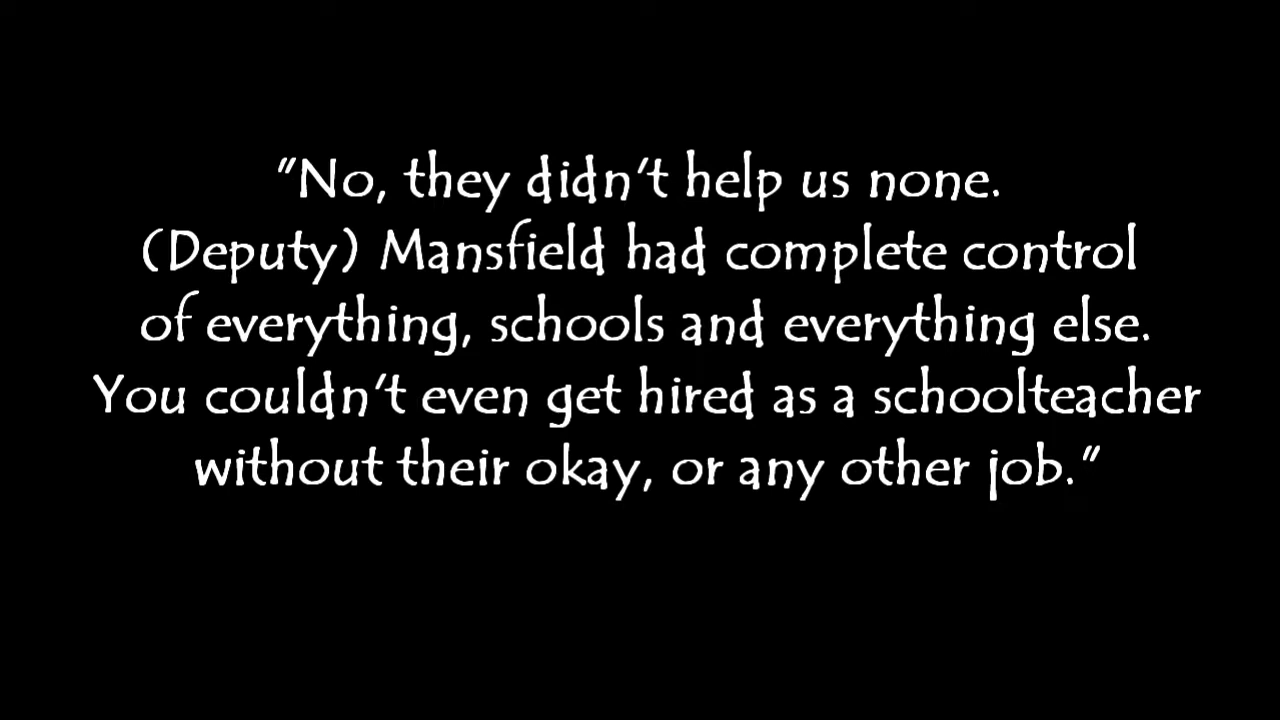 "No, they didn't help us none.
(Deputy) Mansfield had complete control
of everything, schools and everything else.
You couldn't even get hired as a schoolteacher
without their okay, or any other job."